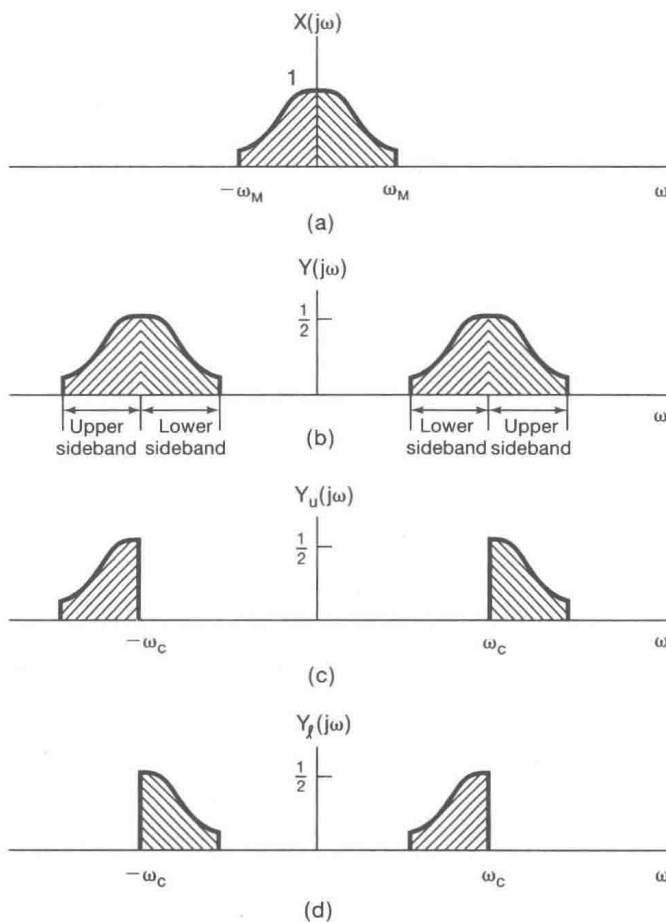 X(jω)
1
−ω_M ω_M ω
(a)
Y(jω)
1/2
ω
Upper sideband Lower sideband Lower sideband Upper sideband
(b)
Y_u(jω)
1/2
−ω_c ω_c ω
(c)
Y_ℓ(jω)
1/2
−ω_c ω_c ω
(d)